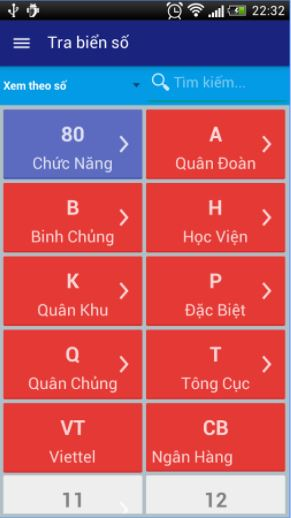 22:32
Tra biển số
Xem theo số
Tìm kiếm...
80
Chức Năng
A
Quân Đoàn
B
Binh Chủng
H
Học Viện
K
Quân Khu
P
Đặc Biệt
Q
Quân Chủng
T
Tông Cục
VT
Viettel
CB
Ngân Hàng
11
12